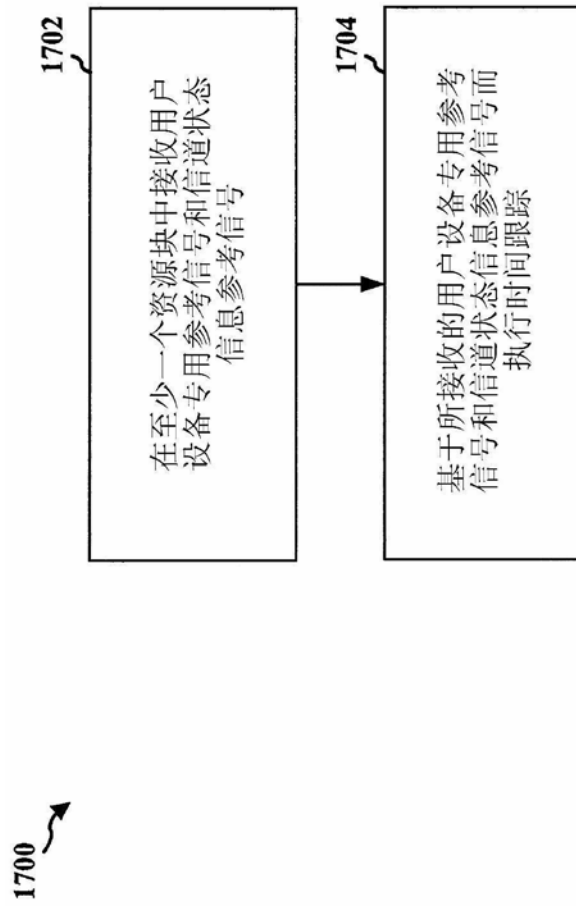 1700
1702
在至少一个资源块中接收用户
设备专用参考信号和信道状态
信息参考信号
1704
基于所接收的用户设备专用参考
信号和信道状态信息参考信号而
执行时间跟踪